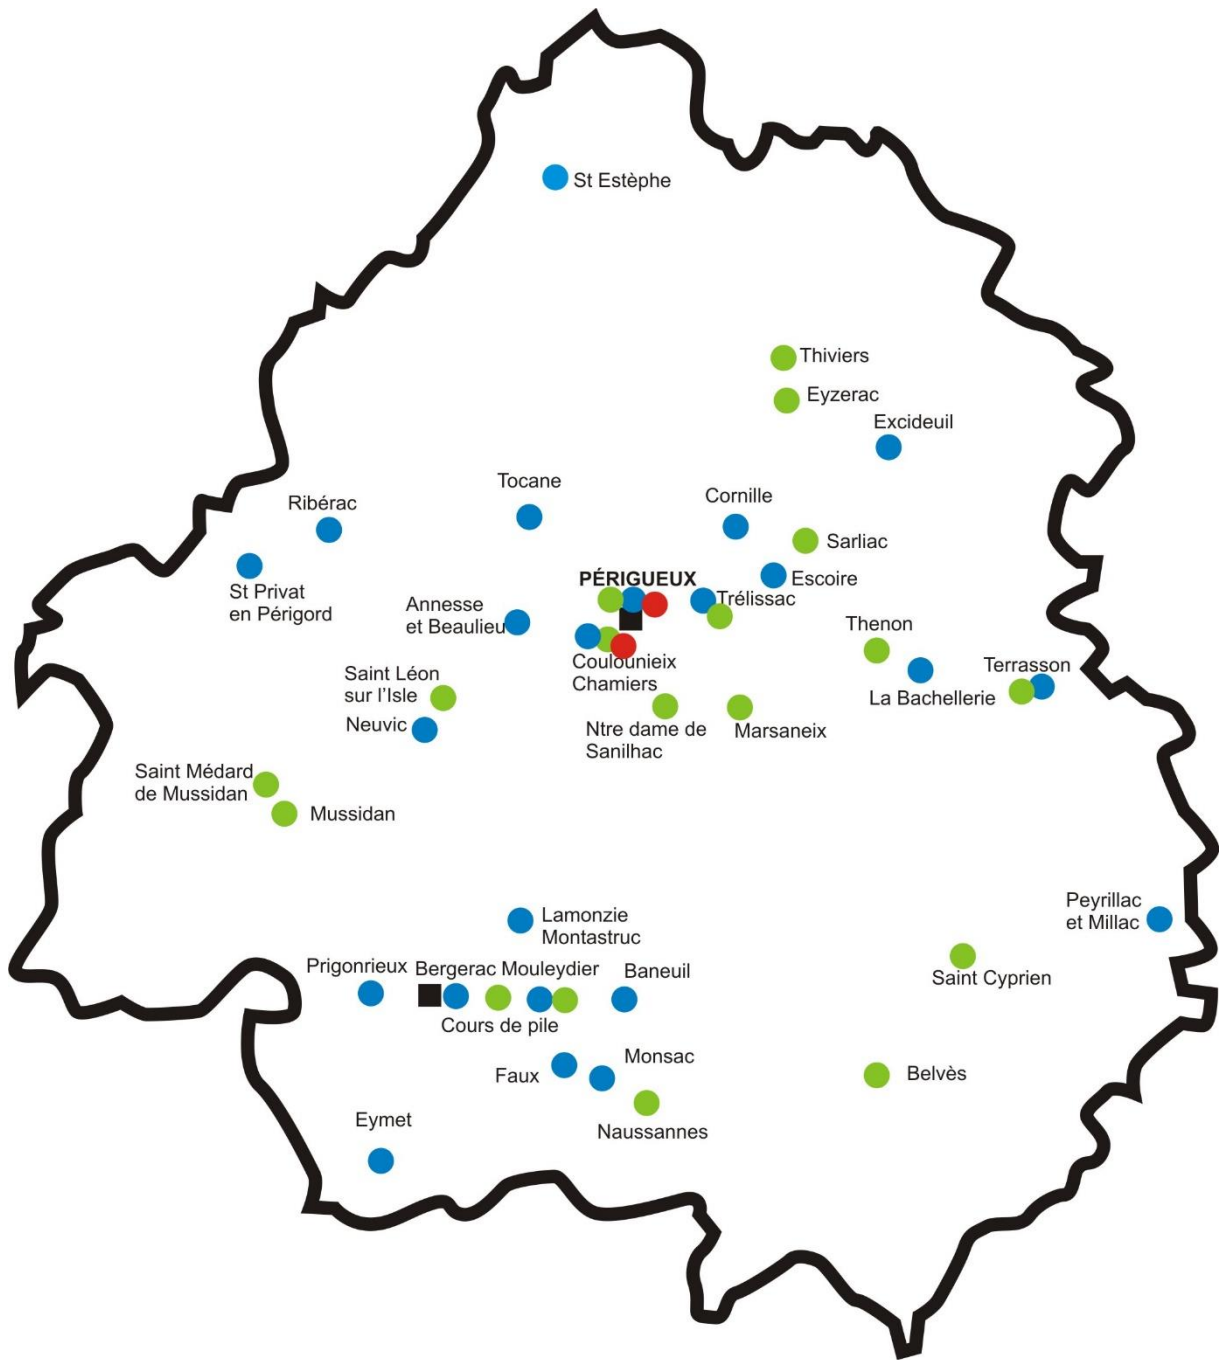 St Estèphe
Thiviers
Eyzerac
Excideuil
Tocane
Cornille
Ribérac
Sarliac
PÉRIGUEUX
Escoire
St Privat
en Périgord
Annesse
et Beaulieu
Trélissac
Thenon
Coulounieix
Chamiers
Terrasson
Saint Léon
sur l'Isle
La Bachellerie
Neuvic
Ntre dame de
Sanilhac
Marsaneix
Saint Médard
de Mussidan
Mussidan
Peyrillac
et Millac
Lamonzie
Montastruc
Prigonrieux
Bergerac Mouleydier
Baneuil
Saint Cyprien
Cours de pile
Monsac
Faux
Belvès
Eymet
Naussannes